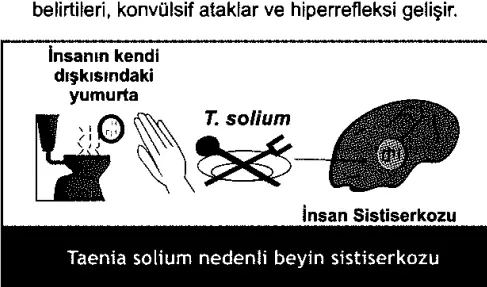 belirtileri, konvülsif ataklar ve hiperrefleksi gelişir.
İnsanın kendi
dışkısındaki
yumurta
T. solium
İnsan Sistiserkozu
Taenia solium nedenli beyin sistiserkozu